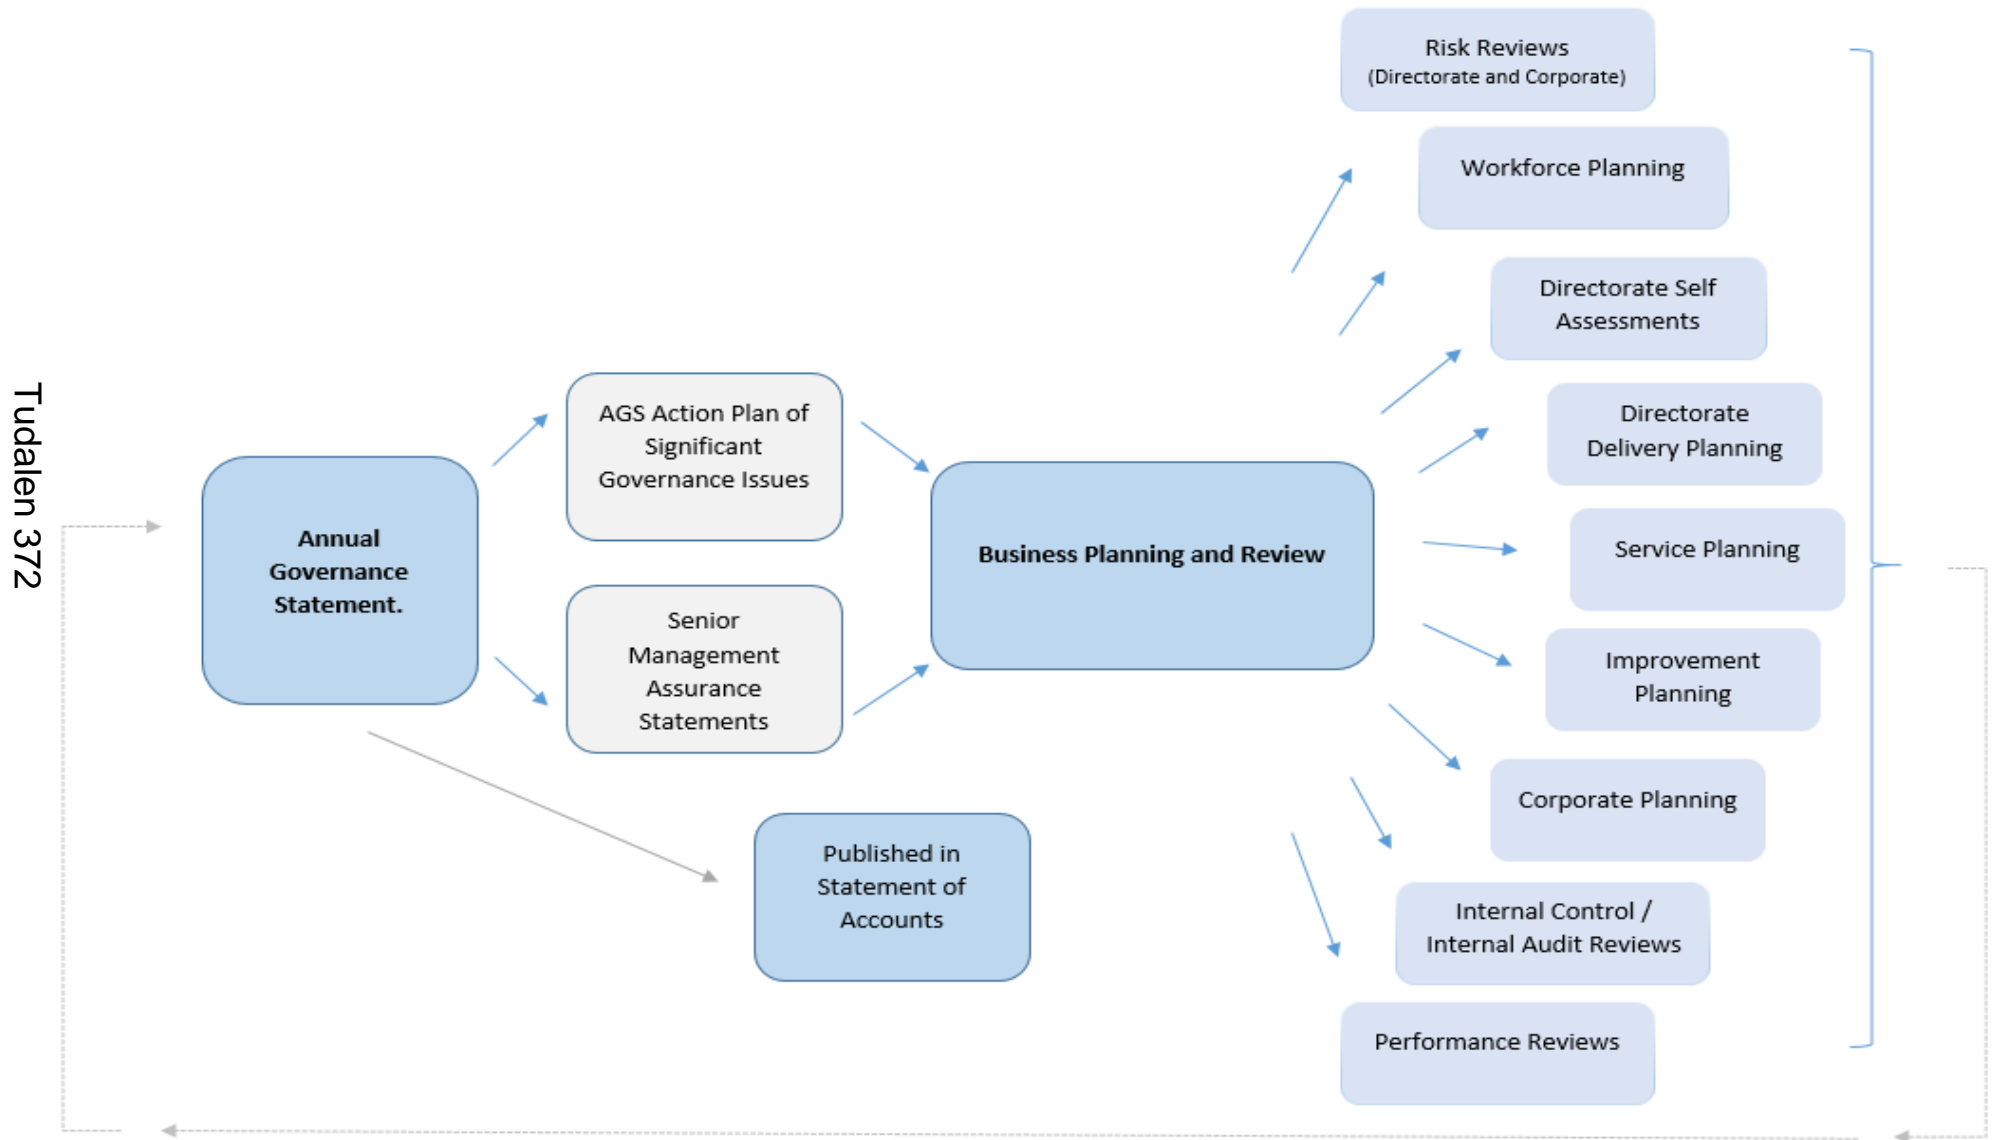 Tudalen 372
Annual
Governance
Statement.
AGS Action Plan of
Significant
Governance Issues
Senior
Management
Assurance
Statements
Published in
Statement of
Accounts
Business Planning and Review
Risk Reviews
(Directorate and Corporate)
Workforce Planning
Directorate Self
Assessments
Directorate
Delivery Planning
Service Planning
Improvement
Planning
Corporate Planning
Internal Control /
Internal Audit Reviews
Performance Reviews